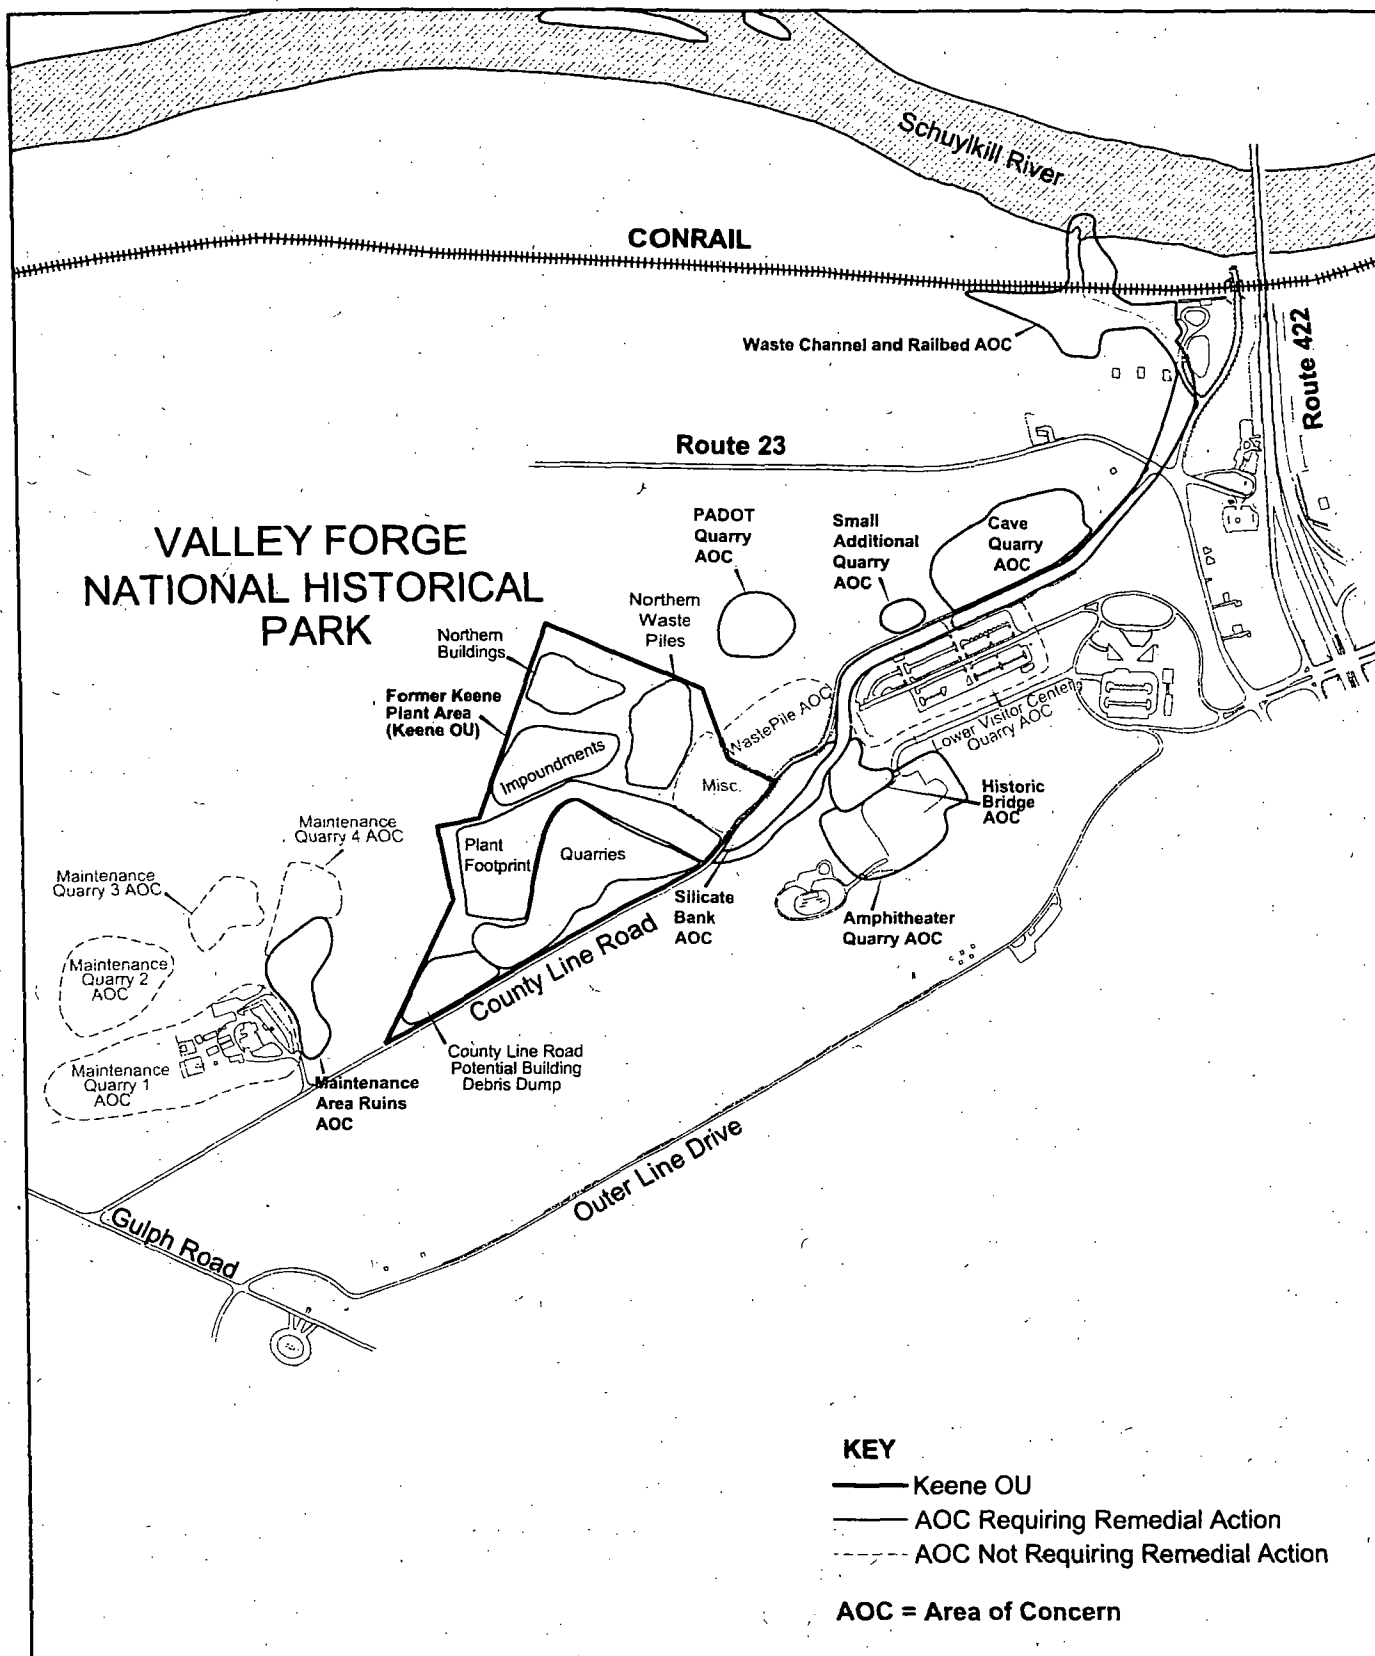 Schuylkill River
CONRAIL
Waste Channel and Railbed AOC
Route 422
Route 23
VALLEY FORGE
NATIONAL HISTORICAL
PARK
PADOT
Quarry
AOC
Small
Additional
Quarry
AOC
Cave
Quarry
AOC
Northern
Waste
Piles
Northern
Buildings
Former Keene
Plant Area
(Keene OU)
Impoundments
Waste Pile AOC
Misc.
Lower Visitor Center
Quarry AOC
Historic
Bridge
AOC
Plant
Footprint
Quarries
Maintenance
Quarry 4 AOC
Maintenance
Quarry 3 AOC
Silicate
Bank
AOC
Amphitheater
Quarry AOC
County Line Road
Maintenance
Quarry 2
AOC
Maintenance
Quarry 1
AOC
County Line Road
Potential Building
Debris Dump
Maintenance
Area Ruins
AOC
Outer Line Drive
Gulph Road
KEY
Keene OU
AOC Requiring Remedial Action
AOC Not Requiring Remedial Action
AOC = Area of Concern